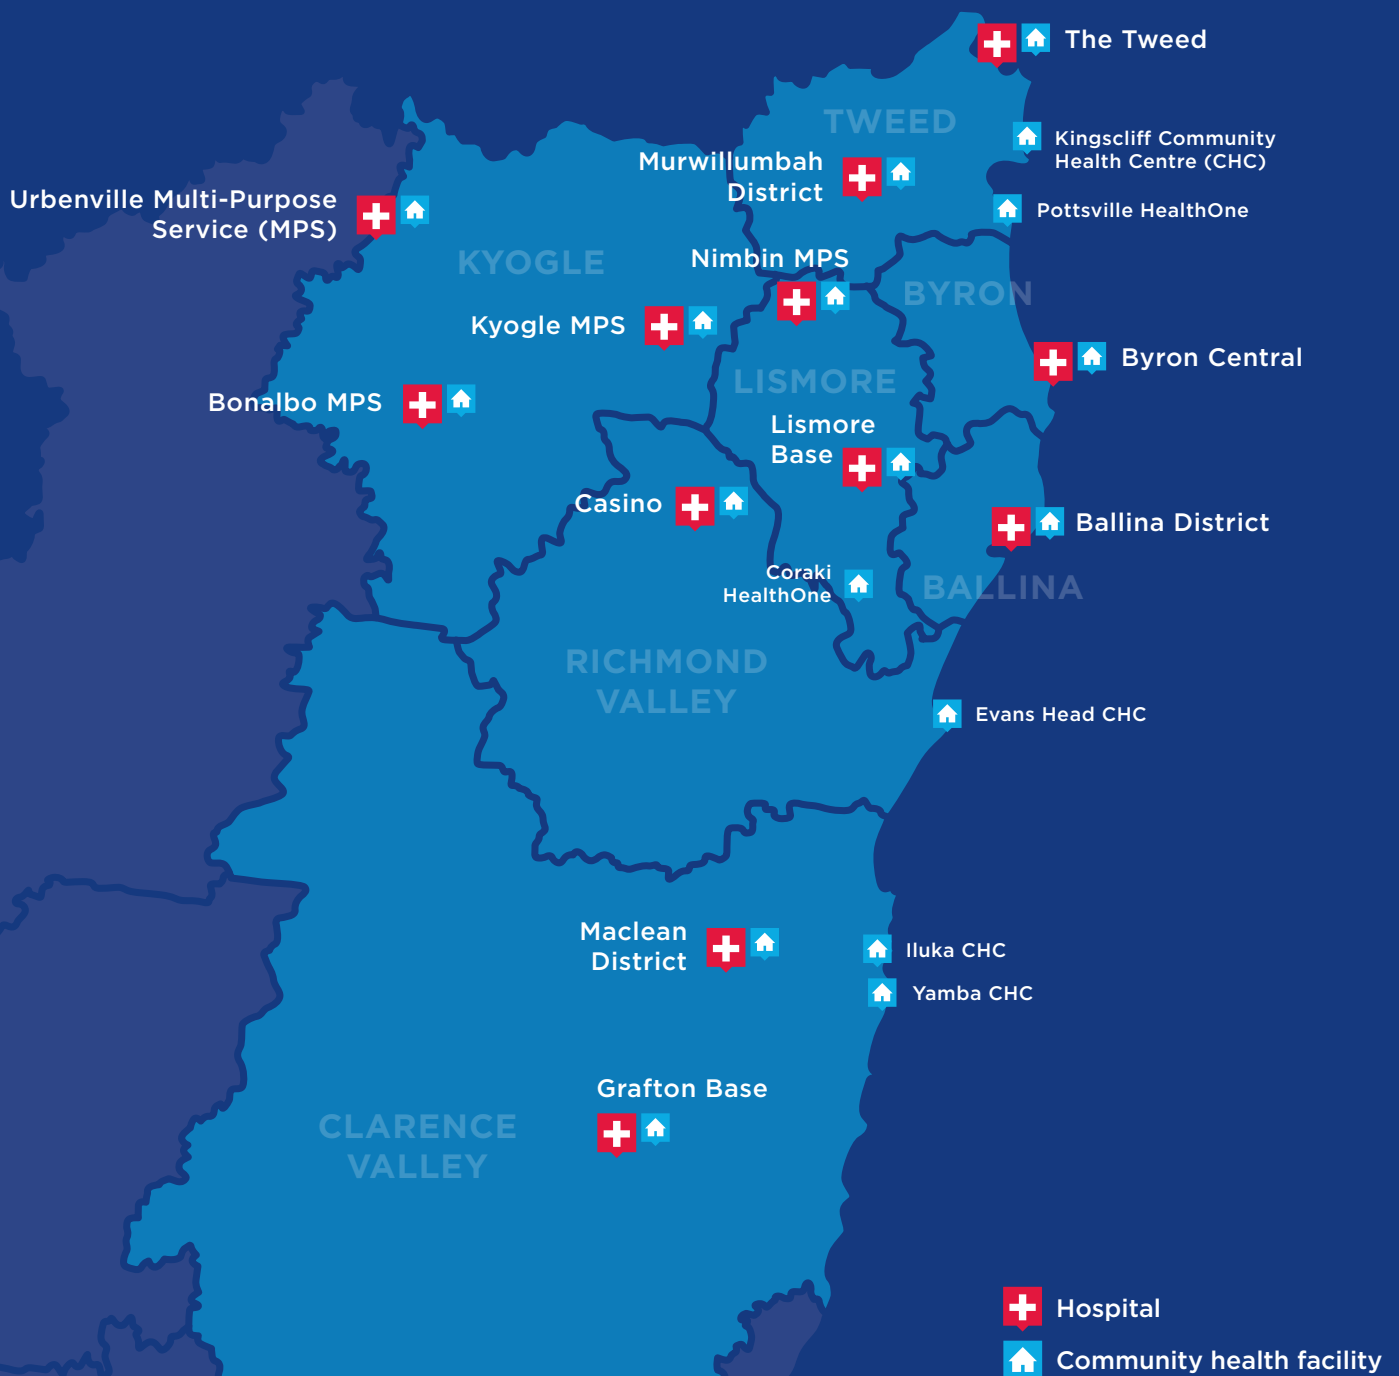 The Tweed
TWEED
Kingscliff Community
Health Centre (CHC)
Murwillumbah
District
Urbenville Multi-Purpose
Service (MPS)
Pottsville HealthOne
KYOGLE
Nimbin MPS
BYRON
Kyogle MPS
Byron Central
LISMORE
Bonalbo MPS
Lismore
Base
Casino
Ballina District
Coraki
HealthOne
BALLINA
RICHMOND
VALLEY
Evans Head CHC
Maclean
District
Iluka CHC
Yamba CHC
Grafton Base
CLARENCE
VALLEY
Hospital
Community health facility